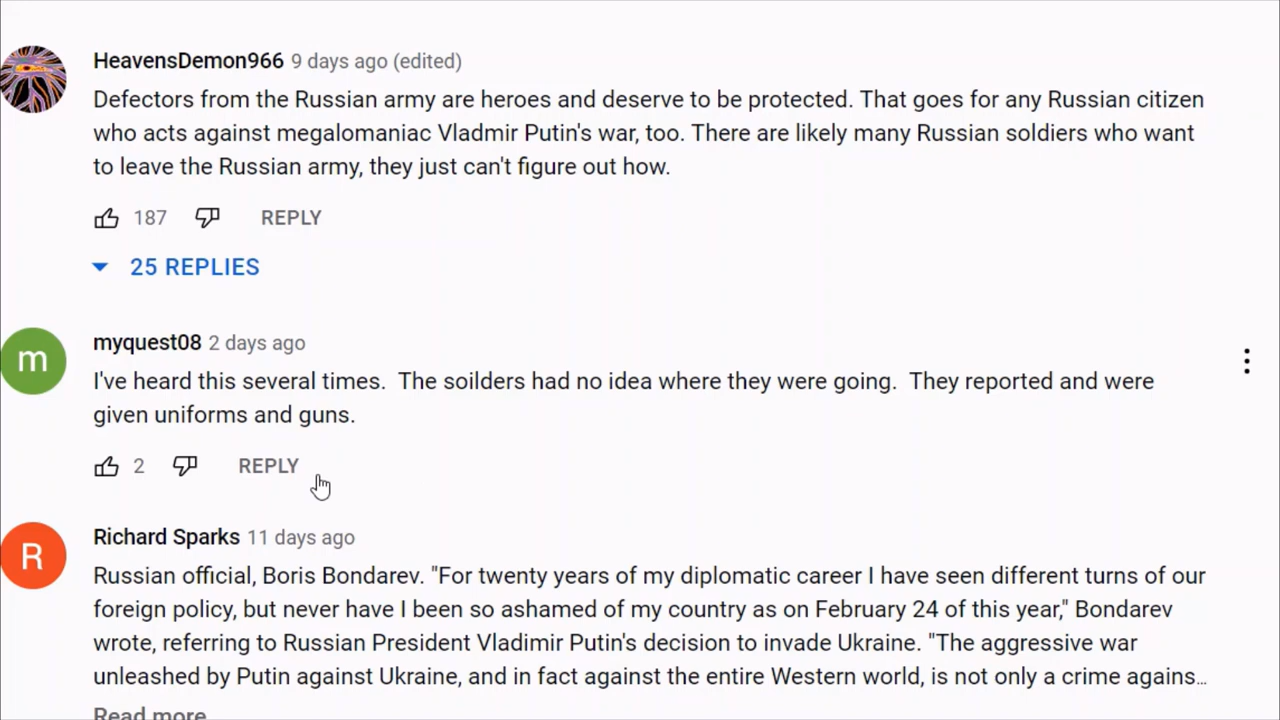 HeavensDemon966 9 days ago (edited)
Defectors from the Russian army are heroes and deserve to be protected. That goes for any Russian citizen
who acts against megalomaniac Vladmir Putin's war, too. There are likely many Russian soldiers who want
to leave the Russian army, they just can't figure out how.
187 REPLY
25 REPLIES
m
myquest08 2 days ago
I've heard this several times.  The soilders had no idea where they were going.  They reported and were
given uniforms and guns.
2 REPLY
R
Richard Sparks 11 days ago
Russian official, Boris Bondarev. "For twenty years of my diplomatic career I have seen different turns of our
foreign policy, but never have I been so ashamed of my country as on February 24 of this year," Bondarev
wrote, referring to Russian President Vladimir Putin's decision to invade Ukraine. "The aggressive war
unleashed by Putin against Ukraine, and in fact against the entire Western world, is not only a crime agains…
Read more